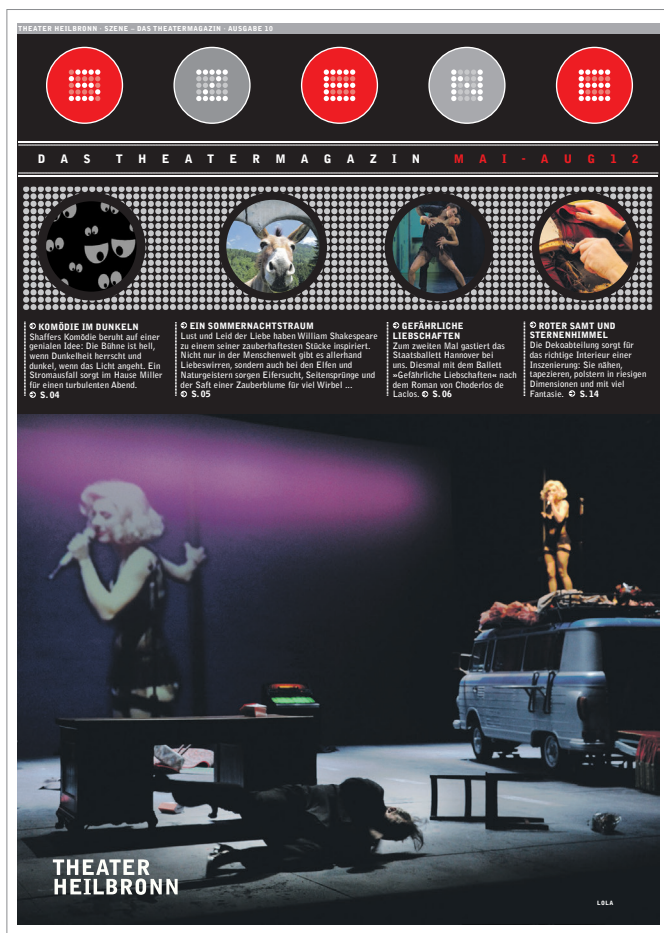 THEATER HEILBRONN · SZENE – DAS THEATERMAGAZIN · AUSGABE 10
SZENE
DAS THEATERMAGAZIN MAI-AUG12
KOMÖDIE IM DUNKELN
Shaffers Komödie beruht auf einer
genialen Idee: Die Bühne ist hell,
wenn Dunkelheit herrscht und
dunkel, wenn das Licht angeht. Ein
Stromausfall sorgt im Hause Miller
für einen turbulenten Abend.
S. 04
EIN SOMMERNACHTSTRAUM
Lust und Leid der Liebe haben William Shakespeare
zu einem seiner zauberhaftesten Stücke inspiriert.
Nicht nur in der Menschenwelt gibt es allerhand
Liebeswirren, sondern auch bei den Elfen und
Naturgeistern sorgen Eifersucht, Seitensprünge und
der Saft einer Zauberblume für viel Wirbel ...
S. 05
GEFÄHRLICHE
LIEBSCHAFTEN
Zum zweiten Mal gastiert das
Staatsballett Hannover bei
uns. Diesmal mit dem Ballett
»Gefährliche Liebschaften« nach
dem Roman von Choderlos de
Laclos. S. 06
ROTER SAMT UND
STERNENHIMMEL
Die Dekoabteilung sorgt für
das richtige Interieur einer
Inszenierung: Sie nähen,
tapezieren, polstern in riesigen
Dimensionen und mit viel
Fantasie. S. 14
THEATER
HEILBRONN
LOLA